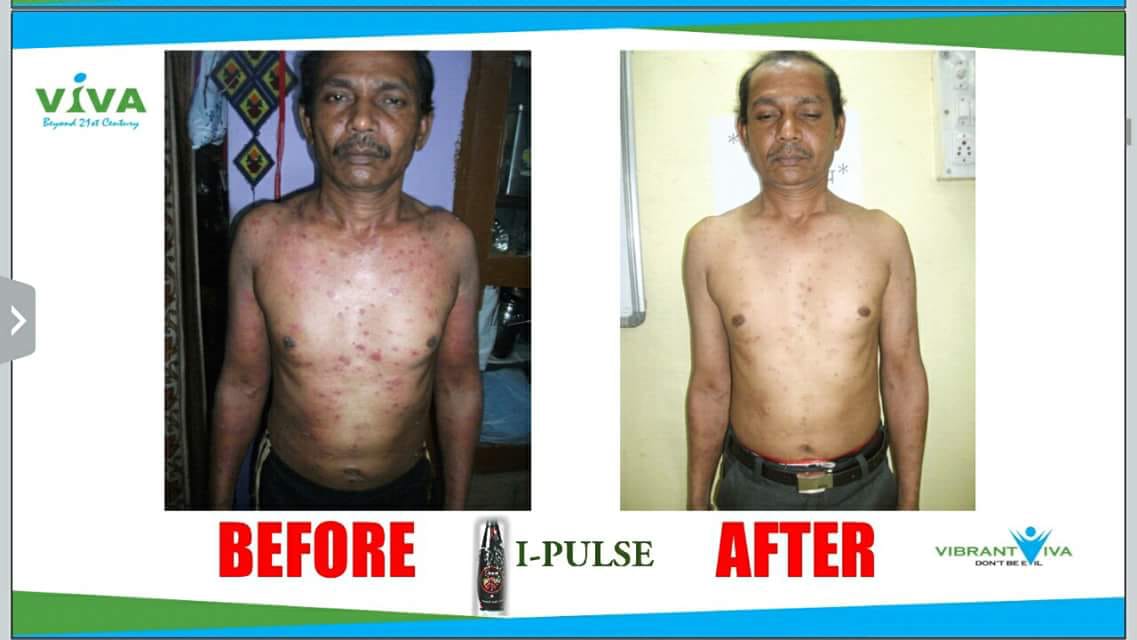 VIVA
Beyond 21st Century
BEFORE
I-PULSE
AFTER
VIBRANT VIVA
DON'T BE EVIL